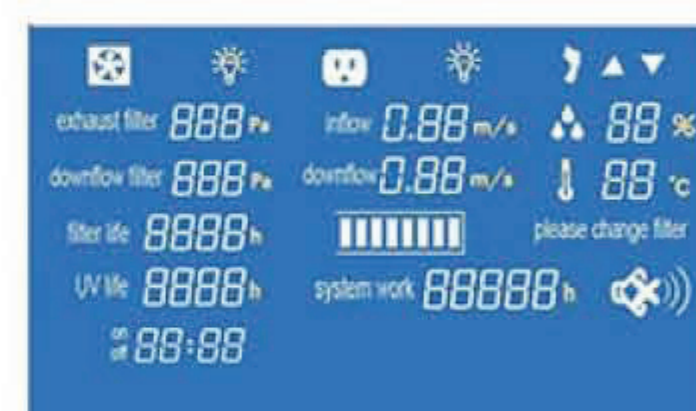 exhaust filter 888 Pa inflow 0.88 m/s 88 %
downflow filter 888 Pa downflow 0.88 m/s 88 °C
filter life 8888 h please change filter
UV life 8888 h system work 88888 h
on
off 88:88